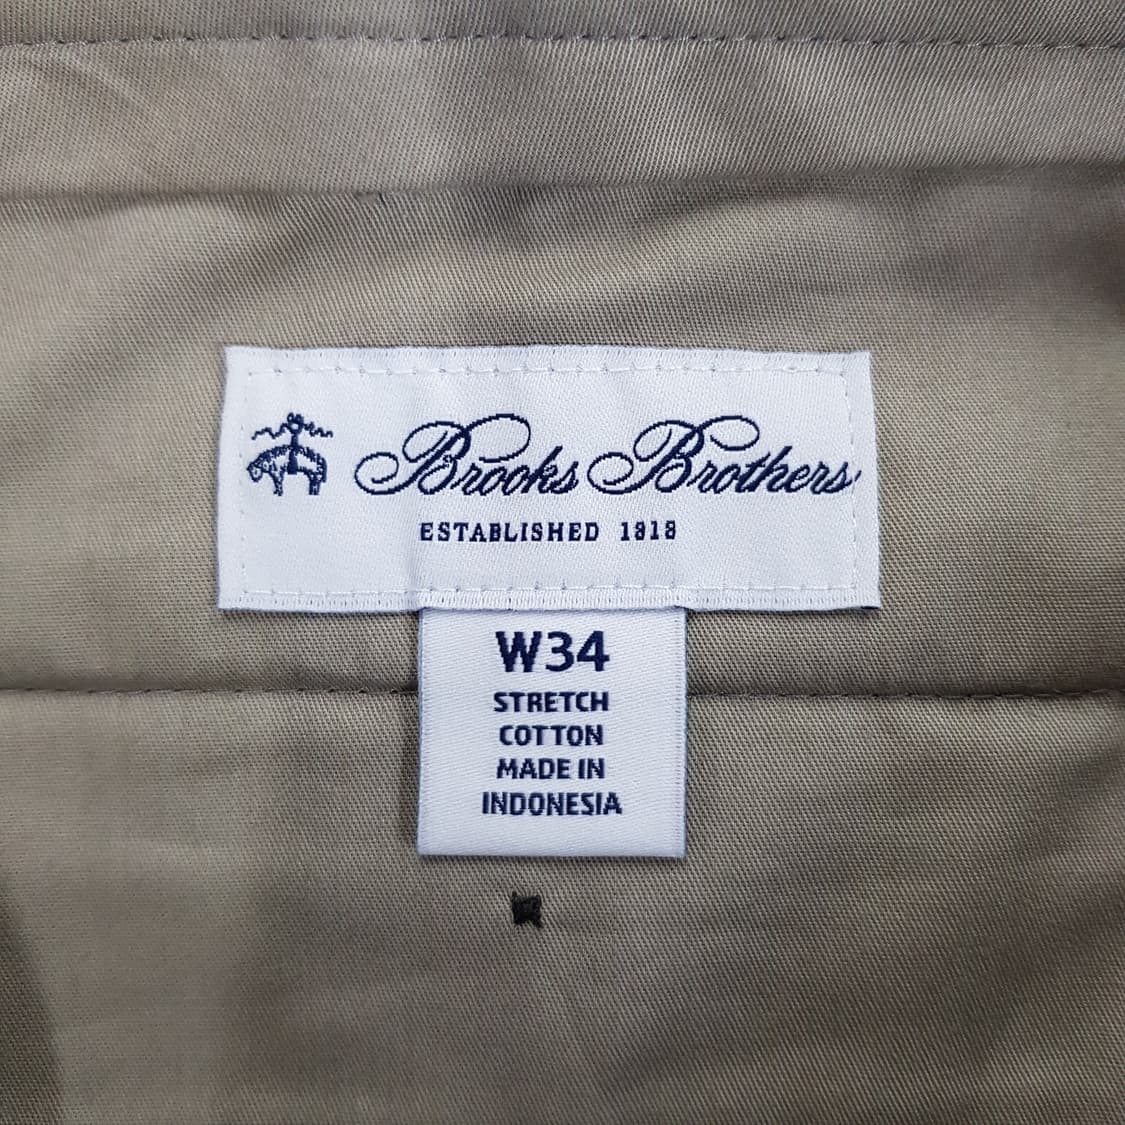 Brooks Brothers
ESTABLISHED 1818
W34
STRETCH
COTTON
MADE IN
INDONESIA